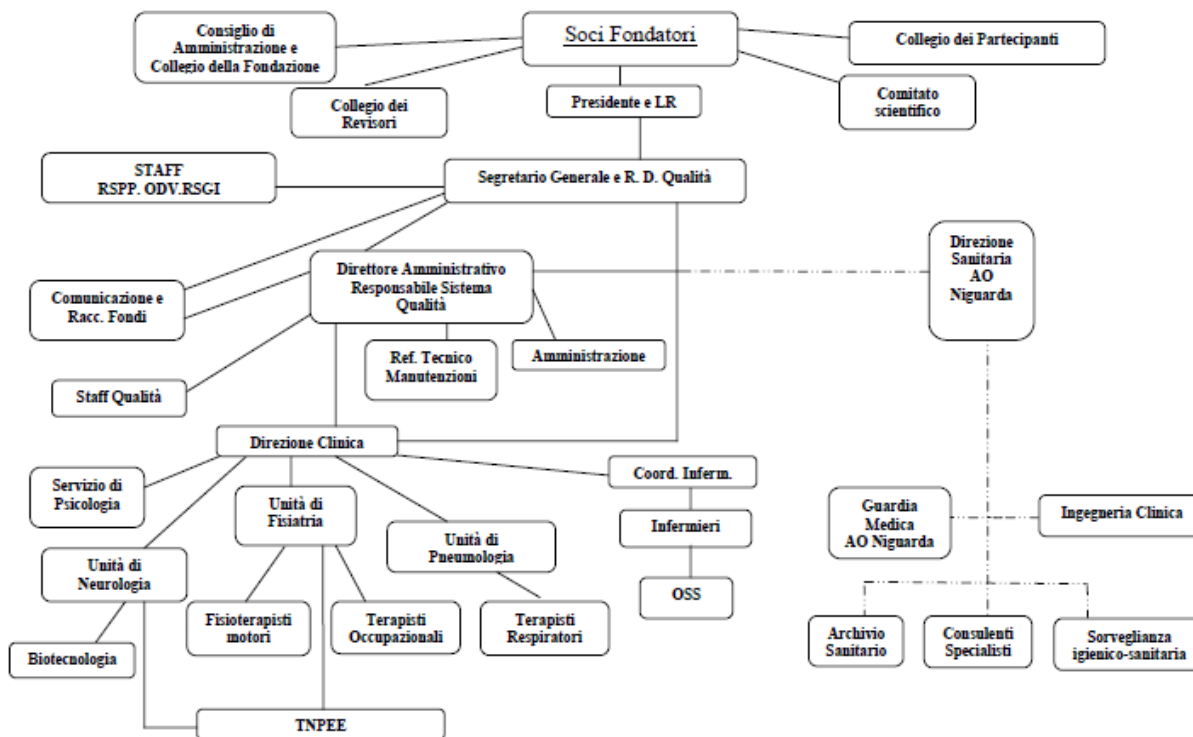 Consiglio di
Amministrazione e
Collegio della Fondazione
Soci Fondatori
Collegio dei Partecipanti
Collegio dei
Revisori
Presidente e LR
Comitato
scientifico
STAFF
RSPP. ODV.RSGI
Segretario Generale e R. D. Qualità
Direzione
Sanitaria
AO
Niguarda
Direttore Amministrativo
Responsabile Sistema
Qualità
Comunicazione e
Racc. Fondi
Ref. Tecnico
Manutenzioni
Amministrazione
Staff Qualità
Direzione Clinica
Servizio di
Psicologia
Unità di
Fisiatria
Coord. Inferm.
Unità di
Pneumologia
Infermieri
Guardia
Medica
AO Niguarda
Ingegneria Clinica
Unità di
Neurologia
OSS
Fisioterapisti
motori
Terapisti
Occupazionali
Terapisti
Respiratori
Biotecnologia
Archivio
Sanitario
Consulenti
Specialisti
Sorveglianza
igienico-sanitaria
TNPEE